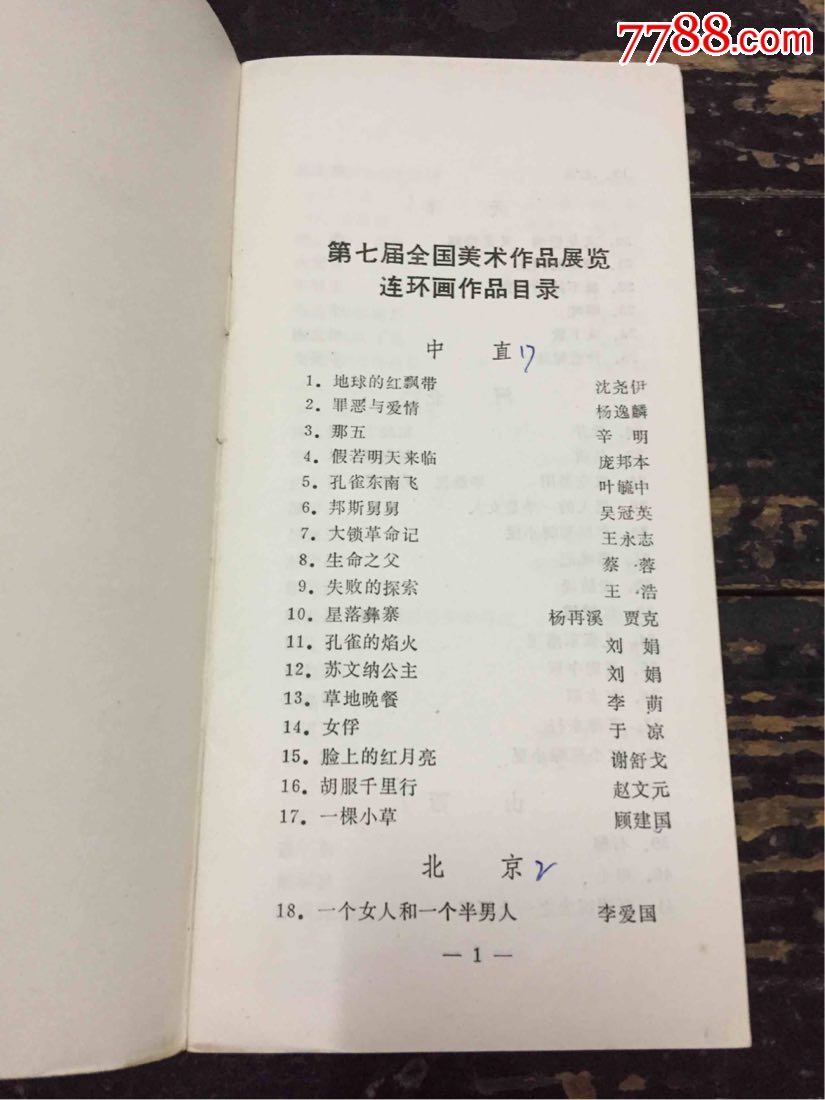 7788.com
第七届全国美术作品展览
连环画作品目录
中 直 17
1．地球的红飘带 沈尧伊
2．罪恶与爱情 杨逸麟
3．那五 辛 明
4．假若明天来临 庞邦本
5．孔雀东南飞 叶毓中
6．邦斯舅舅 吴冠英
7．大锁革命记 王永志
8．生命之父 蔡 蓉
9．失败的探索 王 浩
10．星落彝寨 杨再溪 贾克
11．孔雀的焰火 刘 娟
12．苏文纳公主 刘 娟
13．草地晚餐 李 萌
14．女俘 于 凉
15．脸上的红月亮 谢舒戈
16．胡服千里行 赵文元
17．一棵小草 顾建国
北 京 2
18．一个女人和一个半男人 李爱国
— 1 —